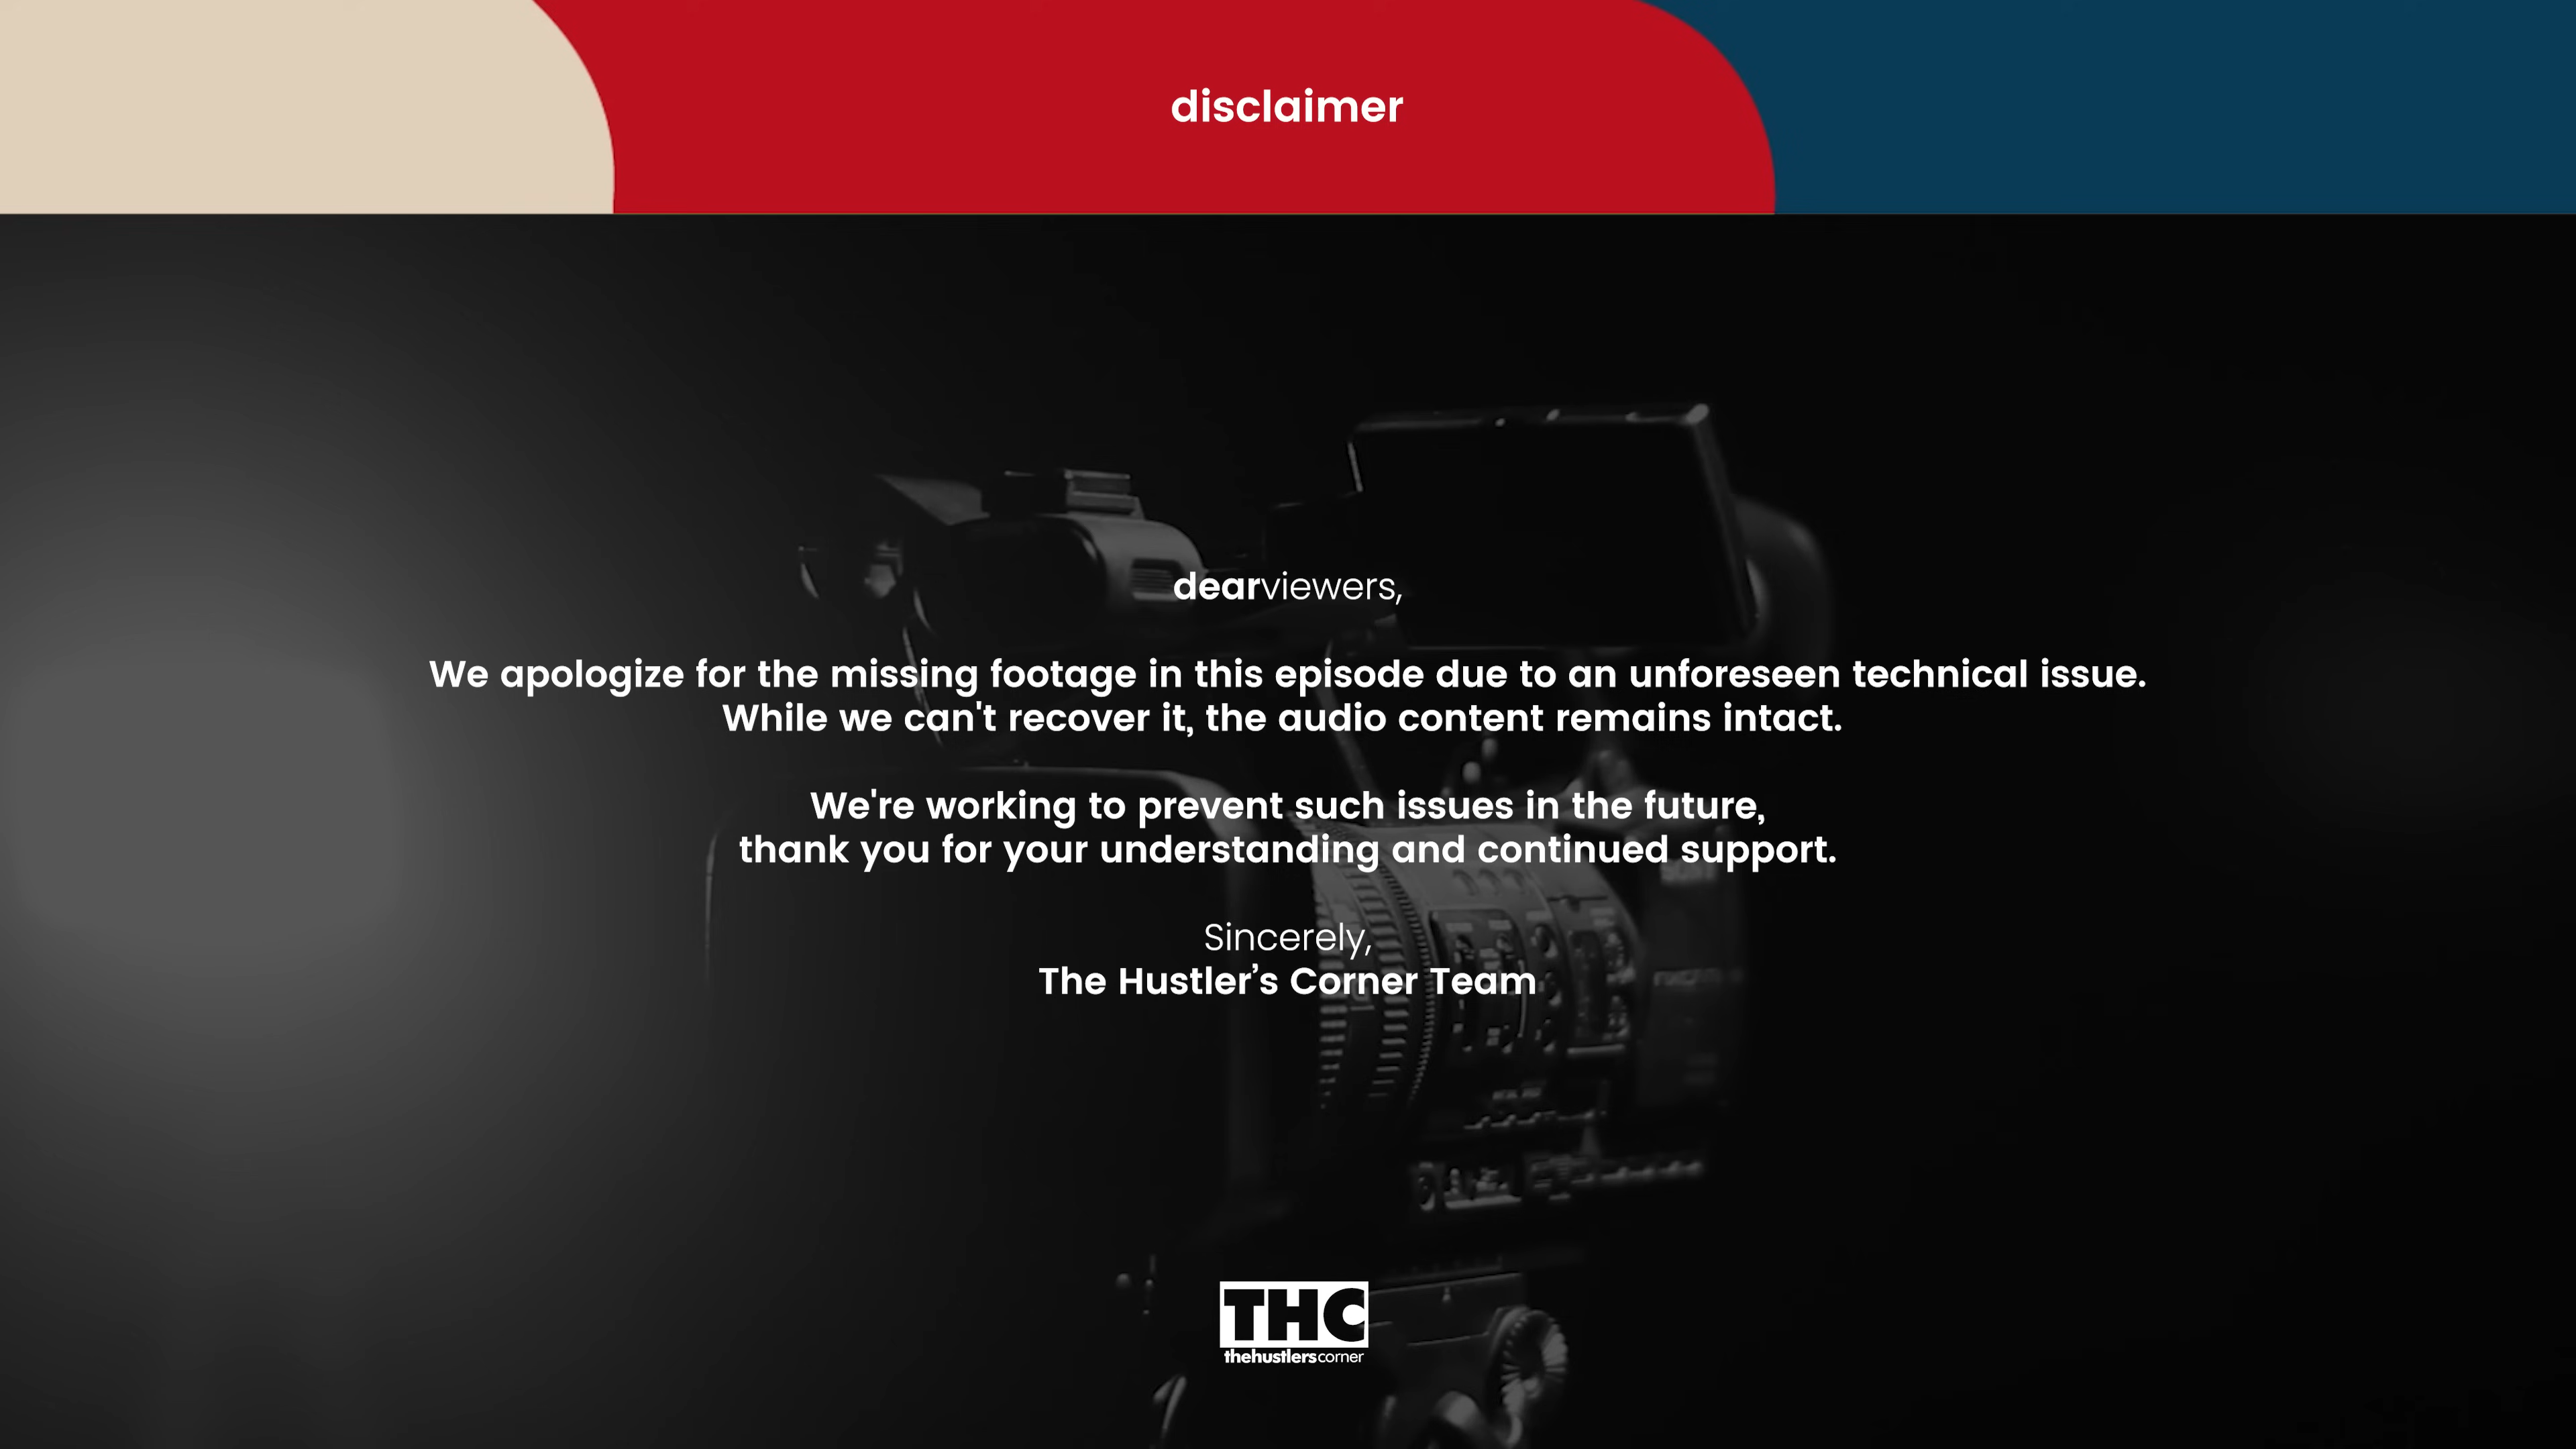 disclaimer
dearviewers,
We apologize for the missing footage in this episode due to an unforeseen technical issue.
While we can't recover it, the audio content remains intact.
We're working to prevent such issues in the future,
thank you for your understanding and continued support.
Sincerely,
The Hustler’s Corner Team
THC
thehustlerscorner